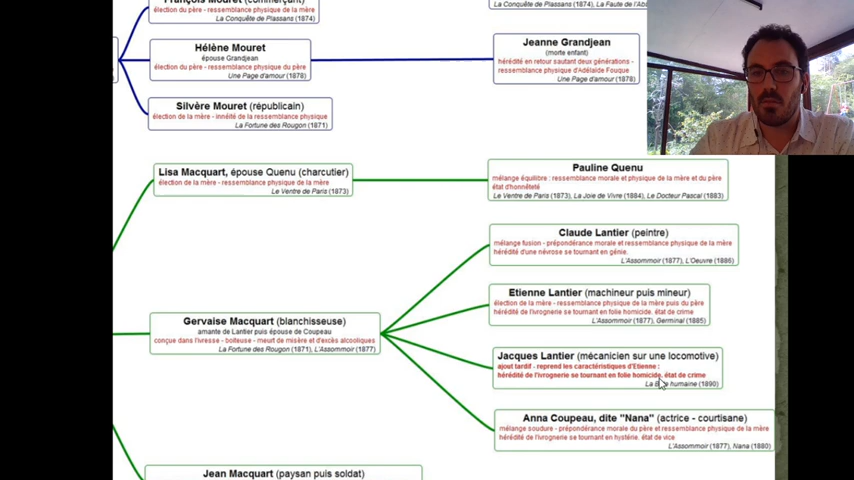 François Mouret (commerçant)
élection du père - ressemblance physique de la mère
La Conquête de Plassans (1874)
La Conquête de Plassans (1874), La Faute de l'Abb
Hélène Mouret
épouse Grandjean
élection du père - ressemblance physique du père
Une Page d'amour (1878)
Jeanne Grandjean
(morte enfant)
hérédité en retour sautant deux générations -
ressemblance physique d'Adélaïde Fouque
Une Page d'amour (1878)
Silvère Mouret (républicain)
élection de la mère - innéité de la ressemblance physique
La Fortune des Rougon (1871)
Lisa Macquart, épouse Quenu (charcutier)
élection de la mère - ressemblance physique de la mère
Le Ventre de Paris (1873)
Pauline Quenu
mélange équilibre : ressemblance morale et physique de la mère et du père
état d'honnêteté
Le Ventre de Paris (1873), La Joie de Vivre (1884), Le Docteur Pascal (1883)
Claude Lantier (peintre)
mélange fusion - prépondérance morale et ressemblance physique de la mère
hérédité d'une névrose se tournant en génie.
L'Assommoir (1877), L'Oeuvre (1886)
Etienne Lantier (machineur puis mineur)
élection de la mère - ressemblance physique de la mère puis du père
hérédité de l'ivrognerie se tournant en folie homicide. état de crime
L'Assommoir (1877), Germinal (1885)
Gervaise Macquart (blanchisseuse)
amante de Lantier puis épouse de Coupeau
conçue dans l'ivresse - boiteuse - meurt de misère et d'excès alcooliques
La Fortune des Rougon (1871), L'Assommoir (1877)
Jacques Lantier (mécanicien sur une locomotive)
ajout tardif - reprend les caractéristiques d'Etienne :
hérédité de l'ivrognerie se tournant en folie homicide. état de crime
La Bête humaine (1890)
Anna Coupeau, dite "Nana" (actrice - courtisane)
mélange soudure - prépondérance morale du père et ressemblance physique de la mère
hérédité de l'ivrognerie se tournant en hystérie. état de vice
L'Assommoir (1877), Nana (1880)
Jean Macquart (paysan puis soldat)